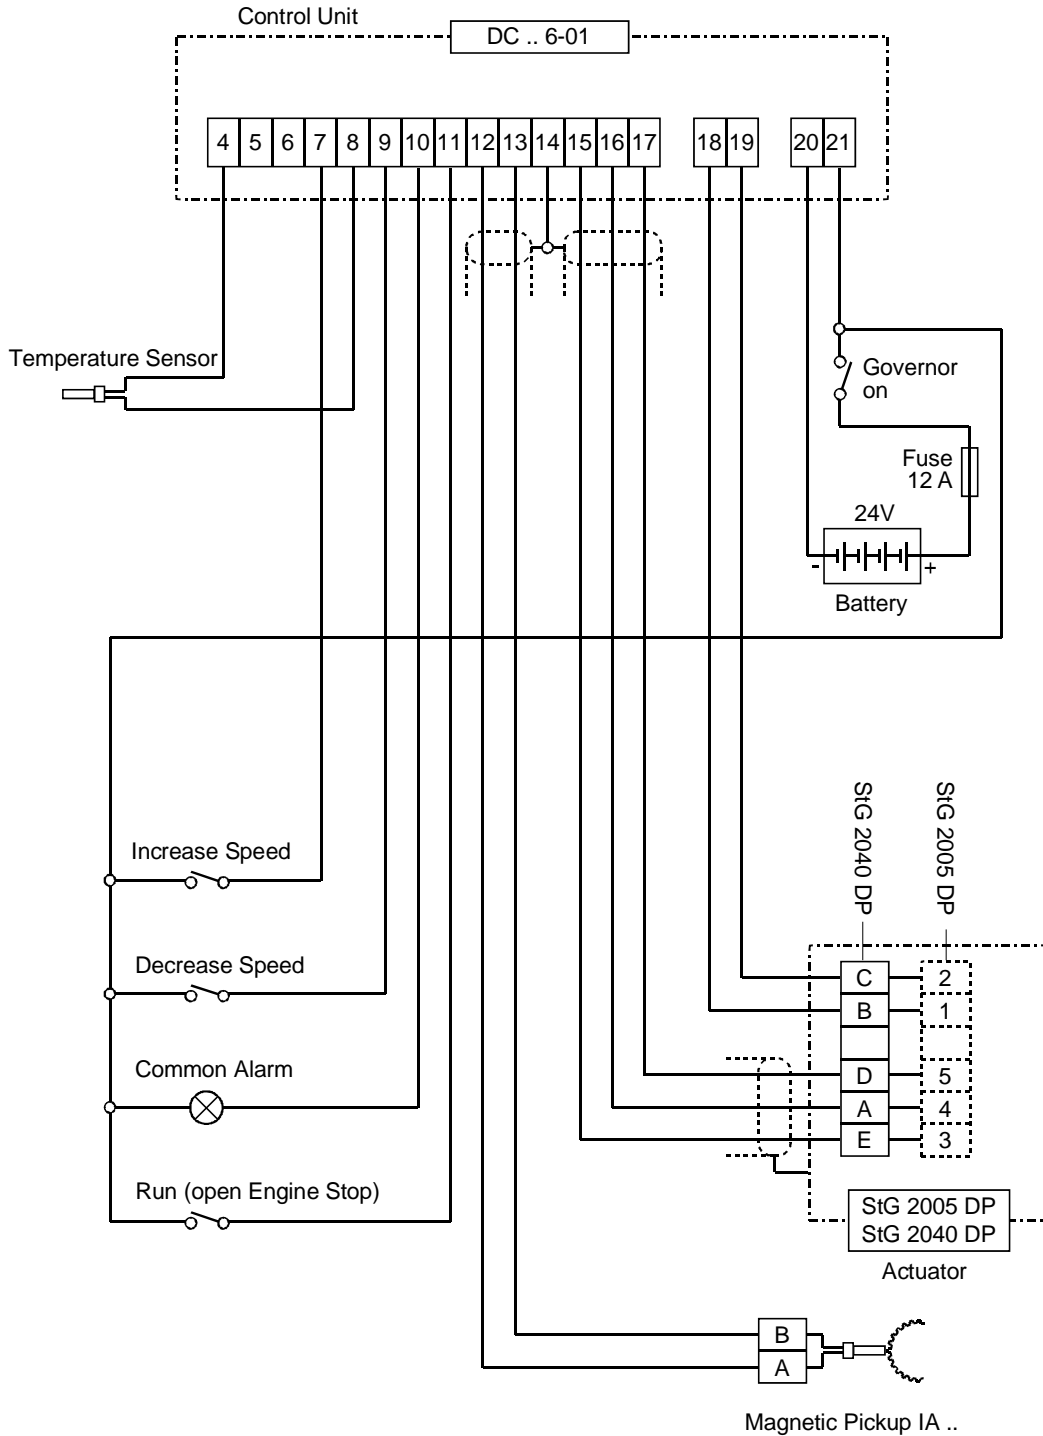 Control Unit
DC .. 6-01
4 5 6 7 8 9 10 11 12 13 14 15 16 17 18 19 20 21
Temperature Sensor
Governor
on
Fuse
12 A
24V
- +
Battery
StG 2040 DP
StG 2005 DP
Increase Speed
Decrease Speed
Common Alarm
Run (open Engine Stop)
C 2
B 1
D 5
A 4
E 3
StG 2005 DP
StG 2040 DP
Actuator
B
A
Magnetic Pickup IA ..